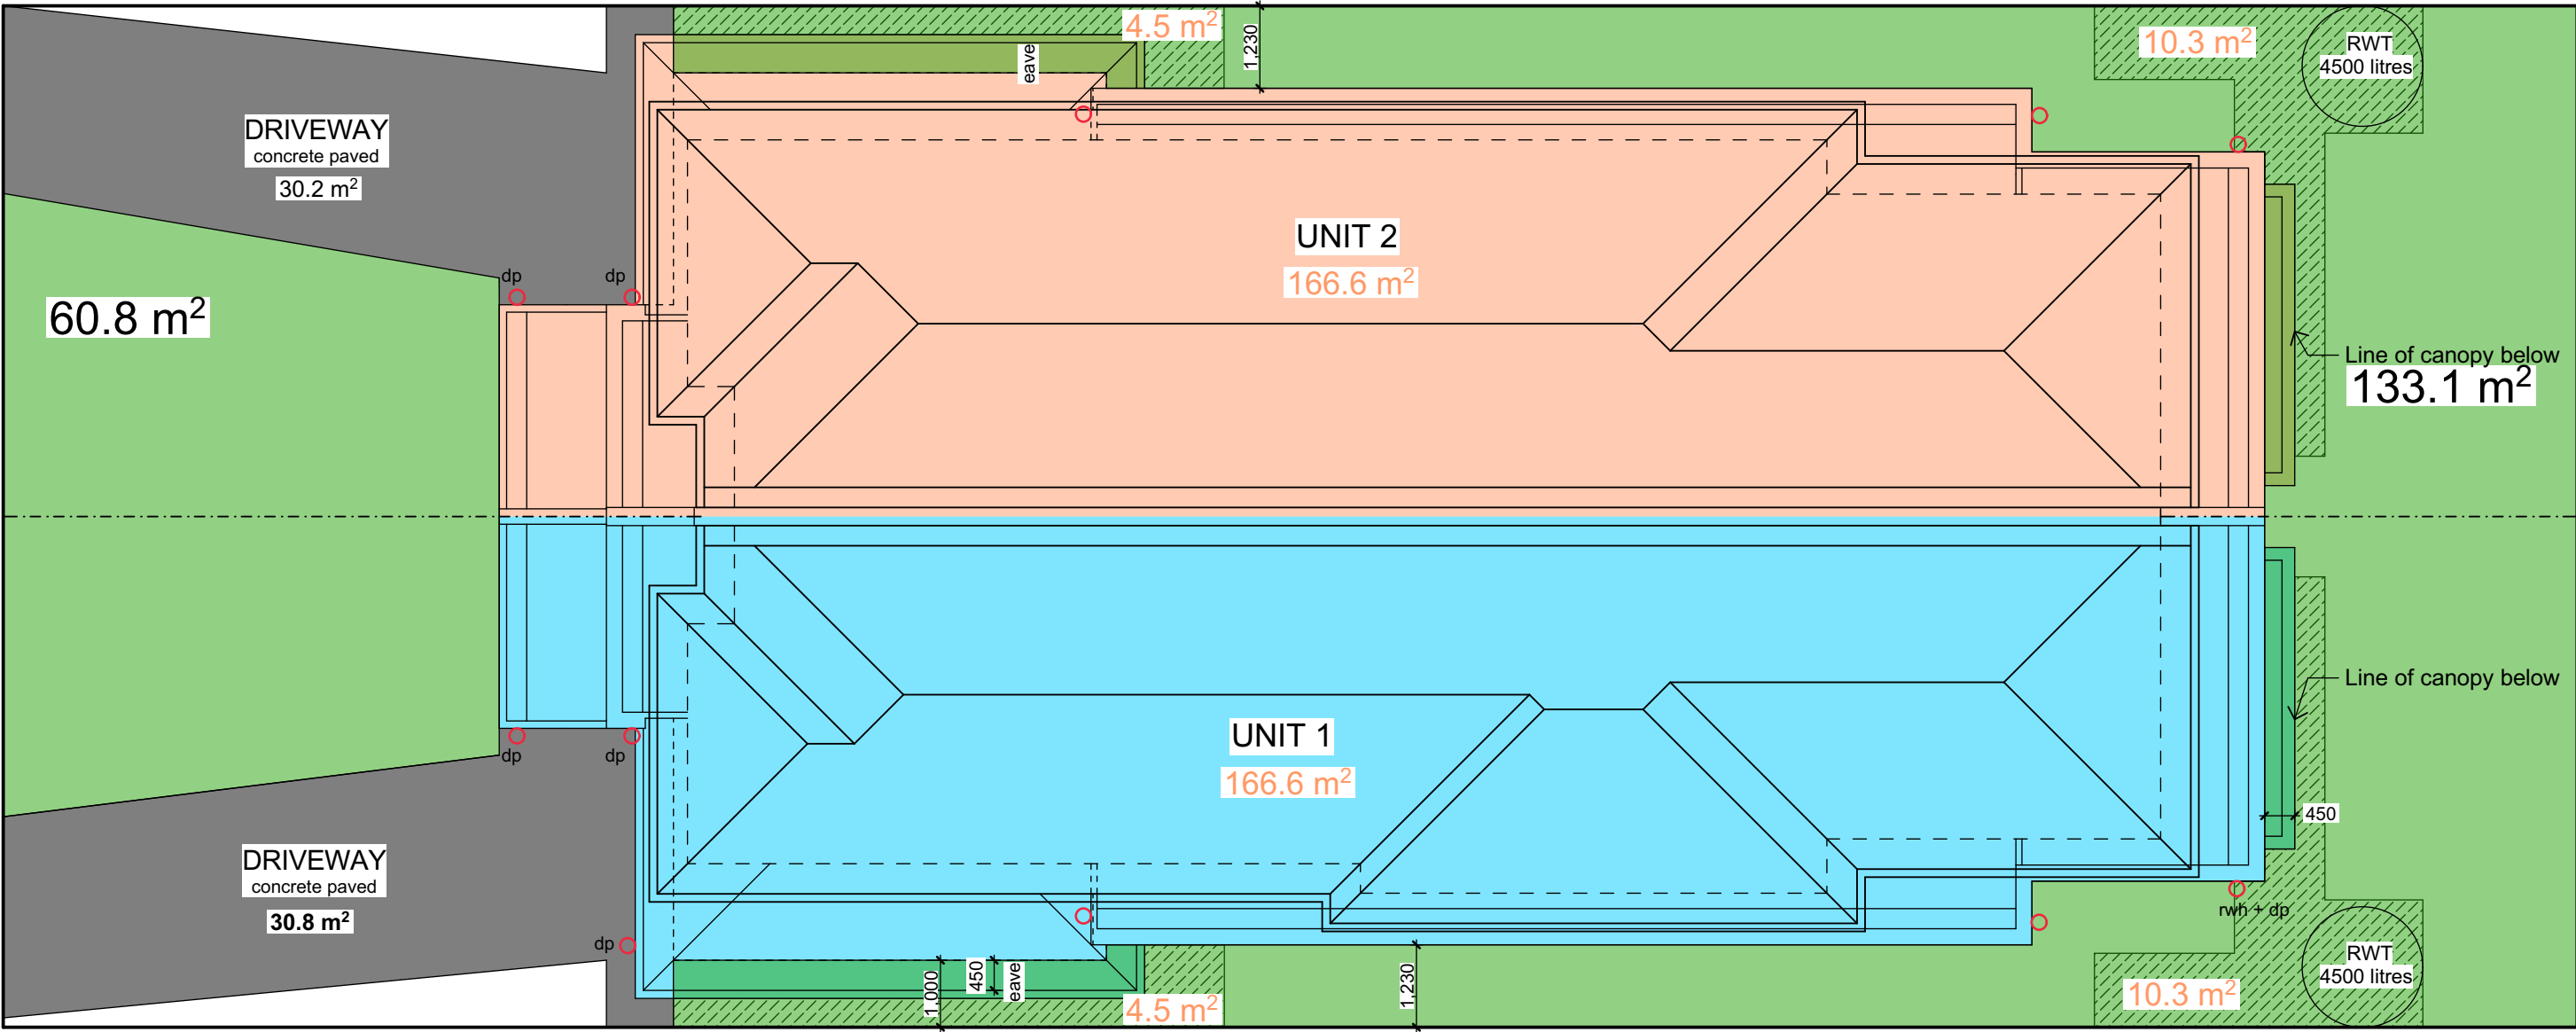 4.5 m²
1,230
eave
10.3 m²
RWT
4500 litres
DRIVEWAY
concrete paved
30.2 m²
UNIT 2
166.6 m²
dp
dp
60.8 m²
Line of canopy below
133.1 m²
Line of canopy below
UNIT 1
166.6 m²
dp
dp
450
DRIVEWAY
concrete paved
30.8 m²
rwh + dp
dp
1,000
450
eave
1,230
4.5 m²
10.3 m²
RWT
4500 litres